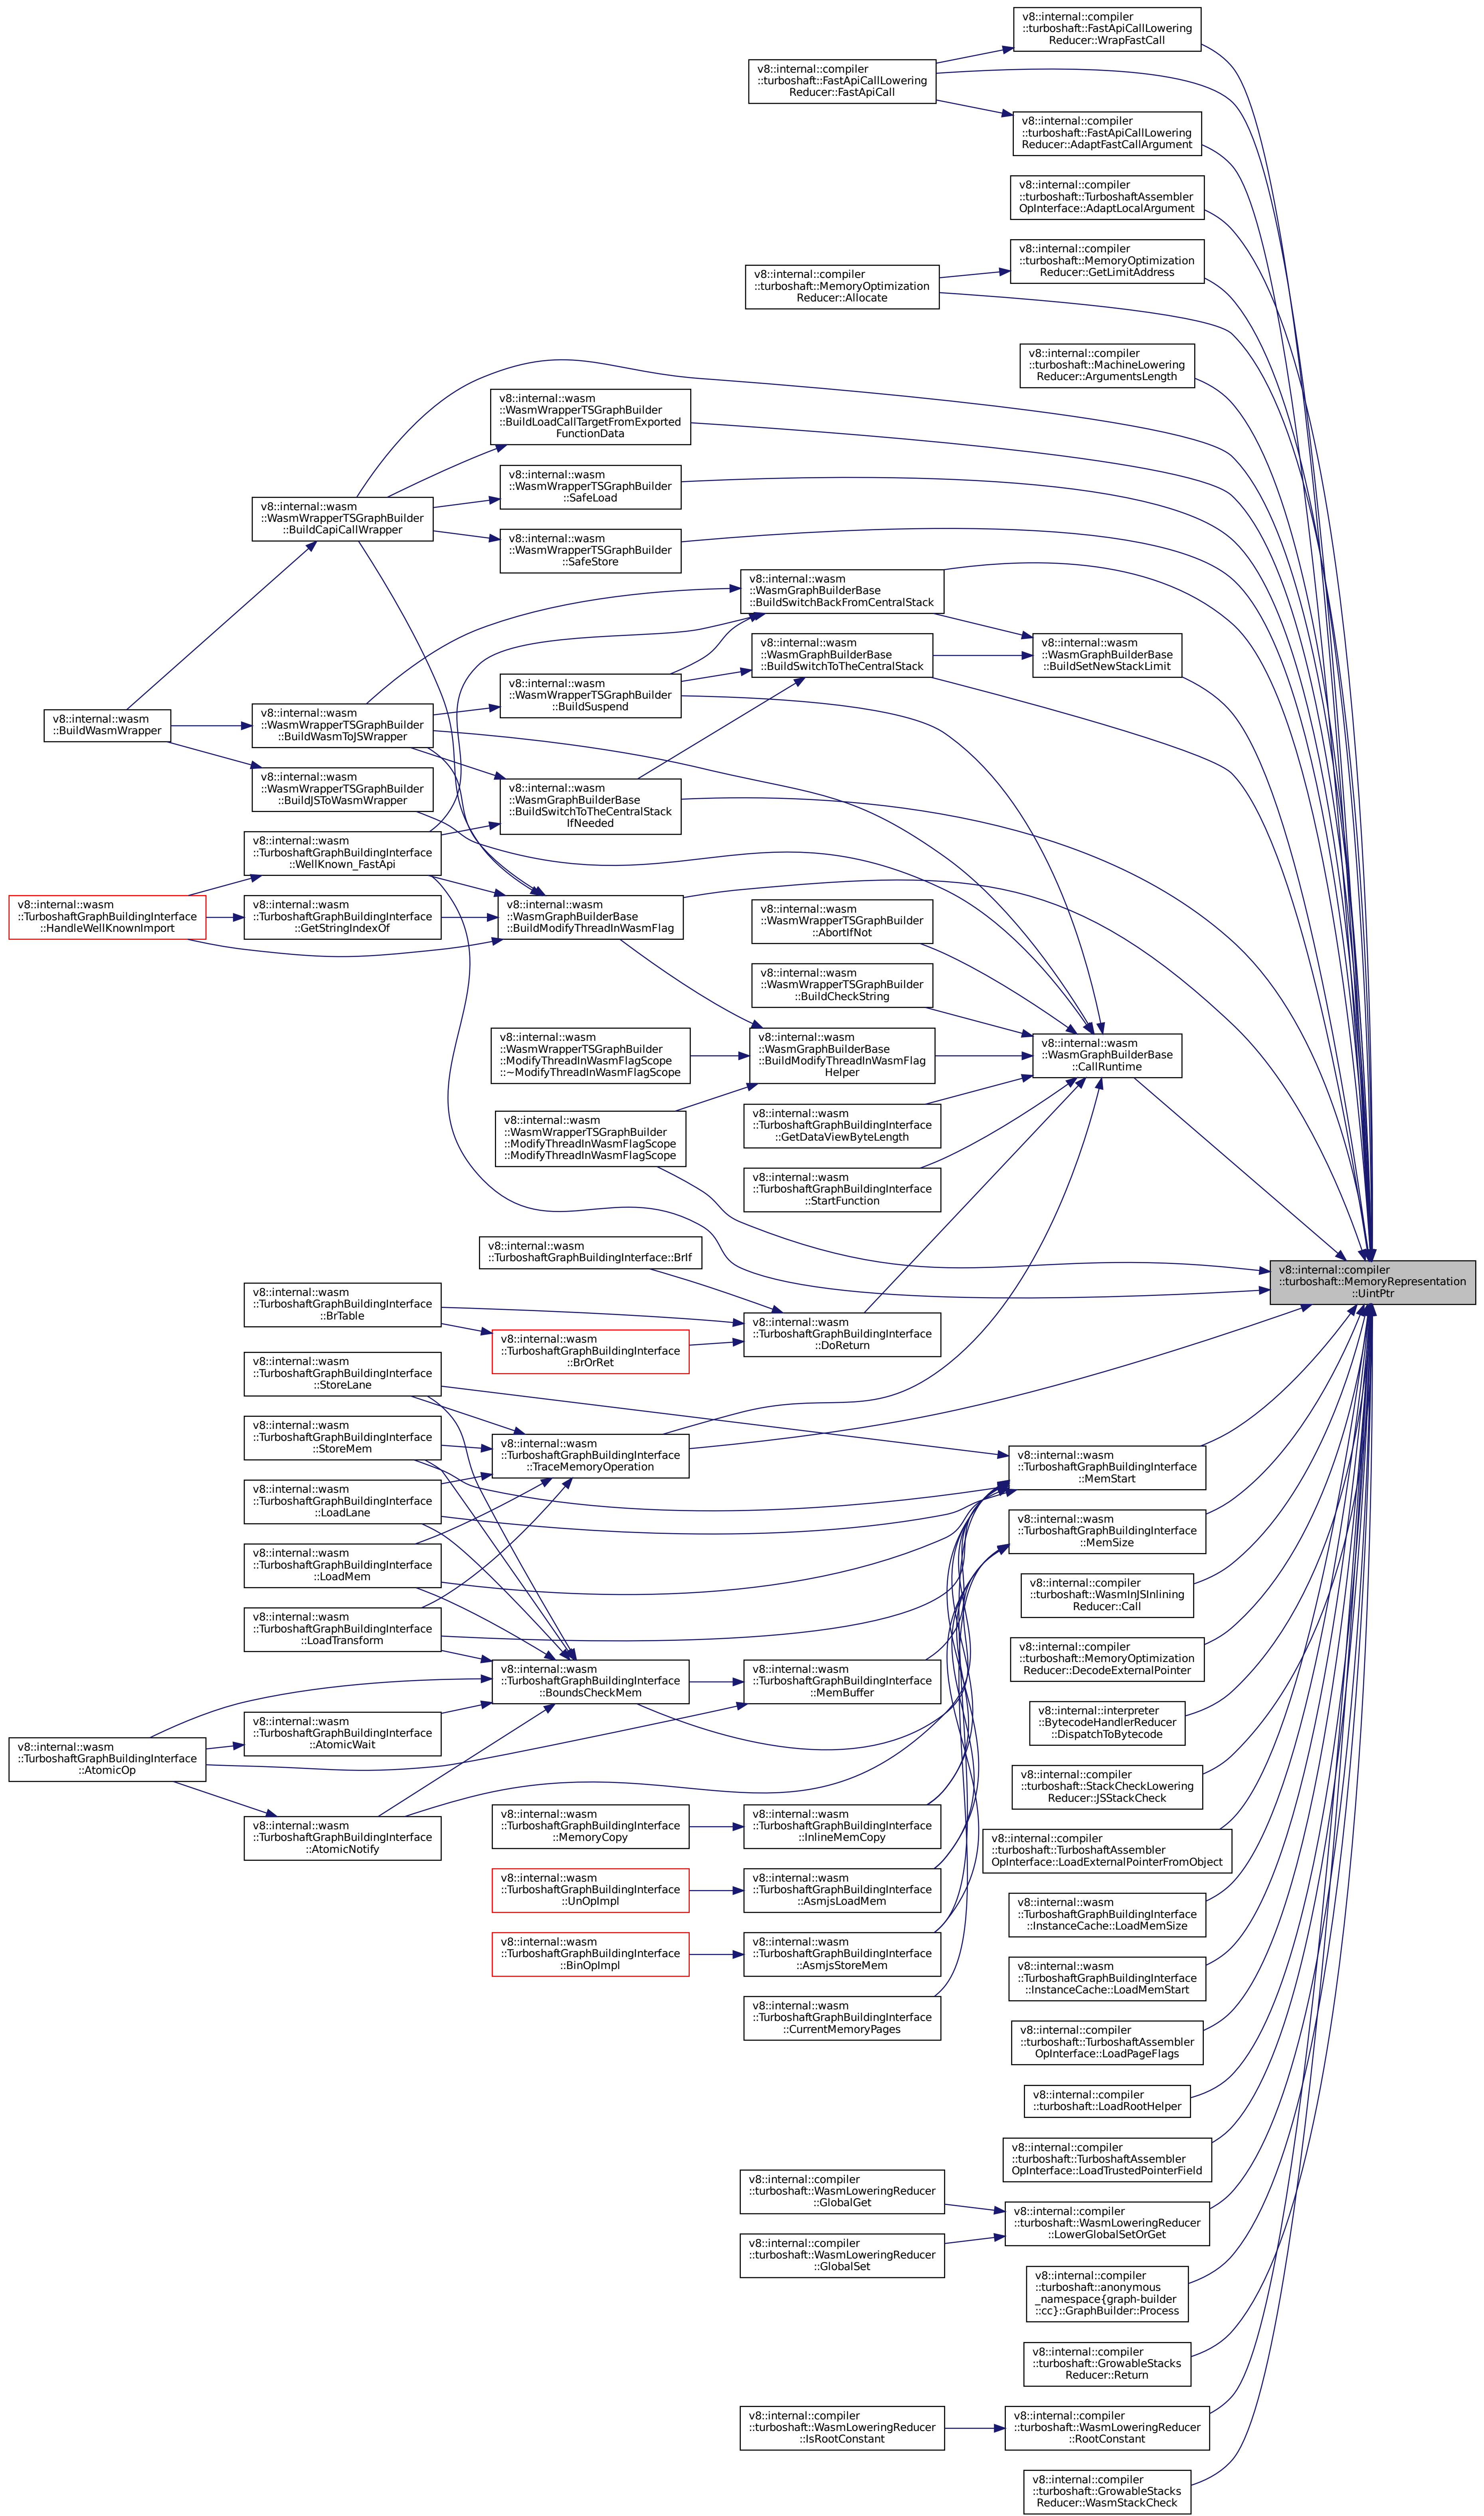 v8::internal::compiler
::turboshaft::FastApiCallLowering
Reducer::WrapFastCall
v8::internal::compiler
::turboshaft::FastApiCallLowering
Reducer::FastApiCall
v8::internal::compiler
::turboshaft::FastApiCallLowering
Reducer::AdaptFastCallArgument
v8::internal::compiler
::turboshaft::TurboshaftAssembler
OpInterface::AdaptLocalArgument
v8::internal::compiler
::turboshaft::MemoryOptimization
Reducer::GetLimitAddress
v8::internal::compiler
::turboshaft::MemoryOptimization
Reducer::Allocate
v8::internal::compiler
::turboshaft::MachineLowering
Reducer::ArgumentsLength
v8::internal::wasm
::WasmWrapperTSGraphBuilder
::BuildLoadCallTargetFromExported
FunctionData
v8::internal::wasm
::WasmWrapperTSGraphBuilder
::SafeLoad
v8::internal::wasm
::WasmWrapperTSGraphBuilder
::BuildCapiCallWrapper
v8::internal::wasm
::WasmWrapperTSGraphBuilder
::SafeStore
v8::internal::wasm
::WasmGraphBuilderBase
::BuildSwitchBackFromCentralStack
v8::internal::wasm
::WasmGraphBuilderBase
::BuildSwitchToTheCentralStack
v8::internal::wasm
::WasmGraphBuilderBase
::BuildSetNewStackLimit
v8::internal::wasm
::WasmWrapperTSGraphBuilder
::BuildSuspend
v8::internal::wasm
::BuildWasmWrapper
v8::internal::wasm
::WasmWrapperTSGraphBuilder
::BuildWasmToJSWrapper
v8::internal::wasm
::WasmWrapperTSGraphBuilder
::BuildJSToWasmWrapper
v8::internal::wasm
::WasmGraphBuilderBase
::BuildSwitchToTheCentralStack
IfNeeded
v8::internal::wasm
::TurboshaftGraphBuildingInterface
::WellKnown_FastApi
v8::internal::wasm
::TurboshaftGraphBuildingInterface
::HandleWellKnownImport
v8::internal::wasm
::TurboshaftGraphBuildingInterface
::GetStringIndexOf
v8::internal::wasm
::WasmGraphBuilderBase
::BuildModifyThreadInWasmFlag
v8::internal::wasm
::WasmWrapperTSGraphBuilder
::AbortIfNot
v8::internal::wasm
::WasmWrapperTSGraphBuilder
::BuildCheckString
v8::internal::wasm
::WasmWrapperTSGraphBuilder
::ModifyThreadInWasmFlagScope
::~ModifyThreadInWasmFlagScope
v8::internal::wasm
::WasmGraphBuilderBase
::BuildModifyThreadInWasmFlag
Helper
v8::internal::wasm
::WasmGraphBuilderBase
::CallRuntime
v8::internal::wasm
::WasmWrapperTSGraphBuilder
::ModifyThreadInWasmFlagScope
::ModifyThreadInWasmFlagScope
v8::internal::wasm
::TurboshaftGraphBuildingInterface
::GetDataViewByteLength
v8::internal::wasm
::TurboshaftGraphBuildingInterface
::StartFunction
v8::internal::wasm
::TurboshaftGraphBuildingInterface::BrIf
v8::internal::compiler
::turboshaft::MemoryRepresentation
::UintPtr
v8::internal::wasm
::TurboshaftGraphBuildingInterface
::BrTable
v8::internal::wasm
::TurboshaftGraphBuildingInterface
::BrOrRet
v8::internal::wasm
::TurboshaftGraphBuildingInterface
::DoReturn
v8::internal::wasm
::TurboshaftGraphBuildingInterface
::StoreLane
v8::internal::wasm
::TurboshaftGraphBuildingInterface
::StoreMem
v8::internal::wasm
::TurboshaftGraphBuildingInterface
::TraceMemoryOperation
v8::internal::wasm
::TurboshaftGraphBuildingInterface
::MemStart
v8::internal::wasm
::TurboshaftGraphBuildingInterface
::LoadLane
v8::internal::wasm
::TurboshaftGraphBuildingInterface
::MemSize
v8::internal::wasm
::TurboshaftGraphBuildingInterface
::LoadMem
v8::internal::compiler
::turboshaft::WasmInJSInlining
Reducer::Call
v8::internal::wasm
::TurboshaftGraphBuildingInterface
::LoadTransform
v8::internal::compiler
::turboshaft::MemoryOptimization
Reducer::DecodeExternalPointer
v8::internal::wasm
::TurboshaftGraphBuildingInterface
::BoundsCheckMem
v8::internal::wasm
::TurboshaftGraphBuildingInterface
::MemBuffer
v8::internal::interpreter
::BytecodeHandlerReducer
::DispatchToBytecode
v8::internal::wasm
::TurboshaftGraphBuildingInterface
::AtomicWait
v8::internal::wasm
::TurboshaftGraphBuildingInterface
::AtomicOp
v8::internal::compiler
::turboshaft::StackCheckLowering
Reducer::JSStackCheck
v8::internal::wasm
::TurboshaftGraphBuildingInterface
::AtomicNotify
v8::internal::wasm
::TurboshaftGraphBuildingInterface
::MemoryCopy
v8::internal::wasm
::TurboshaftGraphBuildingInterface
::InlineMemCopy
v8::internal::compiler
::turboshaft::TurboshaftAssembler
OpInterface::LoadExternalPointerFromObject
v8::internal::wasm
::TurboshaftGraphBuildingInterface
::UnOpImpl
v8::internal::wasm
::TurboshaftGraphBuildingInterface
::AsmjsLoadMem
v8::internal::wasm
::TurboshaftGraphBuildingInterface
::InstanceCache::LoadMemSize
v8::internal::wasm
::TurboshaftGraphBuildingInterface
::BinOpImpl
v8::internal::wasm
::TurboshaftGraphBuildingInterface
::AsmjsStoreMem
v8::internal::wasm
::TurboshaftGraphBuildingInterface
::InstanceCache::LoadMemStart
v8::internal::wasm
::TurboshaftGraphBuildingInterface
::CurrentMemoryPages
v8::internal::compiler
::turboshaft::TurboshaftAssembler
OpInterface::LoadPageFlags
v8::internal::compiler
::turboshaft::LoadRootHelper
v8::internal::compiler
::turboshaft::TurboshaftAssembler
OpInterface::LoadTrustedPointerField
v8::internal::compiler
::turboshaft::WasmLoweringReducer
::GlobalGet
v8::internal::compiler
::turboshaft::WasmLoweringReducer
::LowerGlobalSetOrGet
v8::internal::compiler
::turboshaft::WasmLoweringReducer
::GlobalSet
v8::internal::compiler
::turboshaft::anonymous
_namespace{graph-builder
::cc}::GraphBuilder::Process
v8::internal::compiler
::turboshaft::GrowableStacks
Reducer::Return
v8::internal::compiler
::turboshaft::WasmLoweringReducer
::IsRootConstant
v8::internal::compiler
::turboshaft::WasmLoweringReducer
::RootConstant
v8::internal::compiler
::turboshaft::GrowableStacks
Reducer::WasmStackCheck